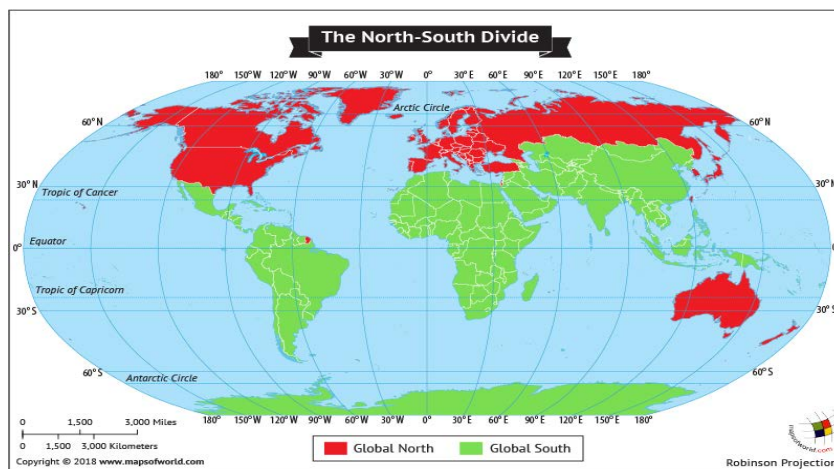 The North-South Divide
180° 150°W 120°W 90°W 60°W 30°W 0° 30°E 60°E 90°E 120°E 150°E 180°
Arctic Circle
60°N 60°N
30°N 30°N
Tropic of Cancer
Equator
0° 0°
Tropic of Capricorn
30°S 30°S
60°S 60°S
Antarctic Circle
180° 150°W 120°W 90°W 60°W 30°W 0° 30°E 60°E 90°E 120°E 150°E 180°
0 1,500 3,000 Miles
0 1,500 3,000 Kilometers
Global North Global South
mapsofworld.com
Copyright © 2018 www.mapsofworld.com
Robinson Projection